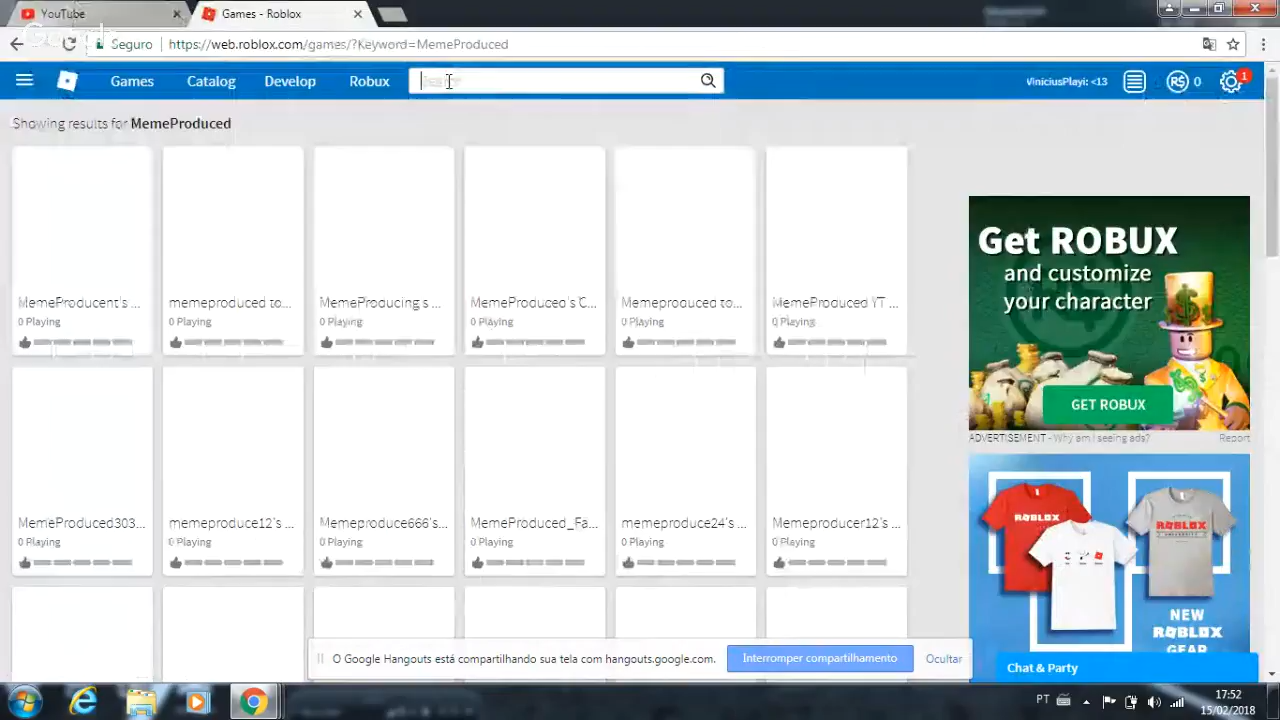 YouTube
Games - Roblox
Seguro
https://web.roblox.com/games/?Keyword=MemeProduced
Games
Catalog
Develop
Robux
ViniciusPlayi: <13
R$ 0
1
Showing results for MemeProduced
MemeProducent's ...
memeproduced to...
MemeProducing's ...
MemeProduced's C...
Memeproduced to...
MemeProduced YT ...
0 Playing
0 Playing
0 Playing
0 Playing
0 Playing
0 Playing
MemeProduced303...
memeproduce12's ...
Memeproduce666's...
MemeProduced_Fa...
memeproduce24's ...
Memeproducer12's ...
0 Playing
0 Playing
0 Playing
0 Playing
0 Playing
0 Playing
Get ROBUX
and customize
your character
GET ROBUX
ADVERTISEMENT - Why am I seeing ads?
Report
ROBLOX
ROBLOX
NEW
ROBLOX
GEAR
Chat & Party
O Google Hangouts está compartilhando sua tela com hangouts.google.com.
Interromper compartilhamento
Ocultar
PT
17:52
15/02/2018